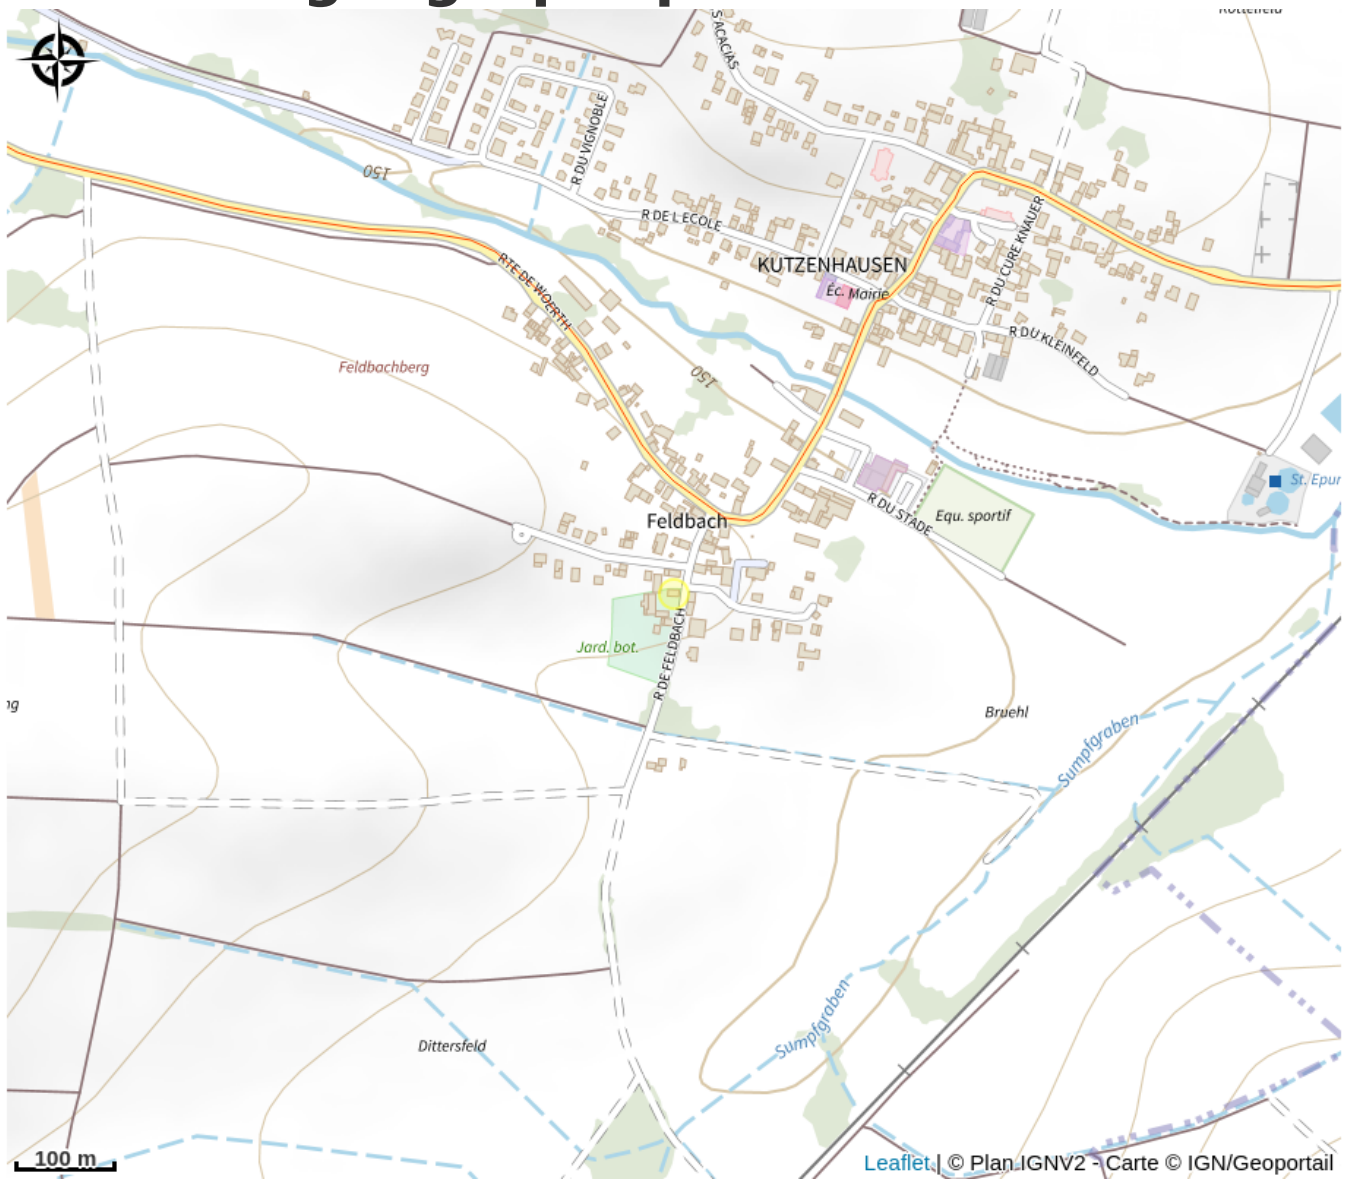 S ACACIAS
R DU VIGNOBLE
150
R DE L ECOLE
R DU CURE KNAUER
KUTZENHAUSEN
Éc. Mairie
RTE DE WOERTH
R DU KLEINFELD
Feldbachberg
150
St. Epur
R DU STADE
Equ. sportif
Feldbach
Jard. bot.
R DE FELDBACH
ng
Bruehl
Sumpfgraben
Sumpfgraben
Dittersfeld
100 m
Leaflet | © Plan IGNV2 - Carte © IGN/Geoportail